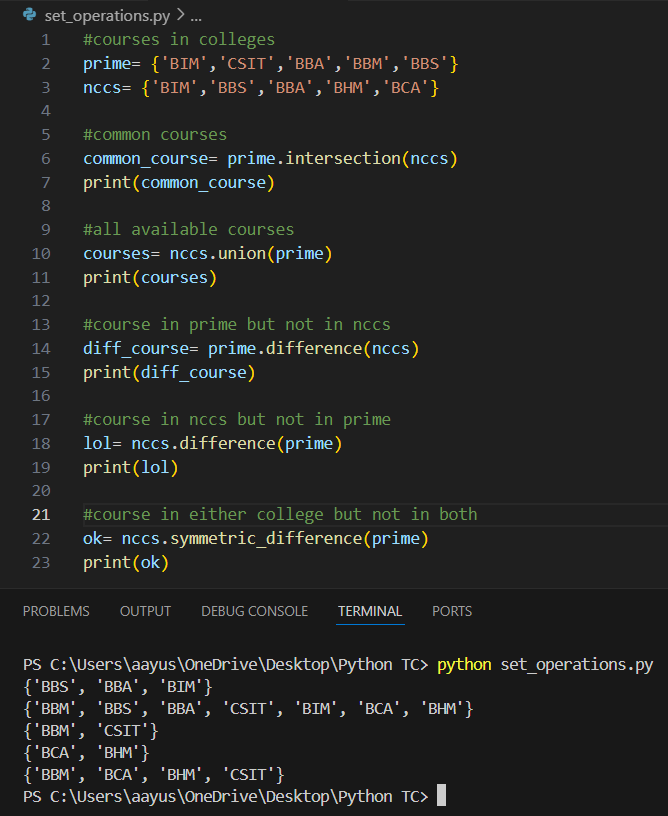 set_operations.py > ...
1 #courses in colleges
2 prime= {'BIM','CSIT','BBA','BBM','BBS'}
3 nccs= {'BIM','BBS','BBA','BHM','BCA'}
4
5 #common courses
6 common_course= prime.intersection(nccs)
7 print(common_course)
8
9 #all available courses
10 courses= nccs.union(prime)
11 print(courses)
12
13 #course in prime but not in nccs
14 diff_course= prime.difference(nccs)
15 print(diff_course)
16
17 #course in nccs but not in prime
18 lol= nccs.difference(prime)
19 print(lol)
20
21 #course in either college but not in both
22 ok= nccs.symmetric_difference(prime)
23 print(ok)
PROBLEMS OUTPUT DEBUG CONSOLE TERMINAL PORTS
PS C:\Users\aayus\OneDrive\Desktop\Python TC> python set_operations.py
{'BBS', 'BBA', 'BIM'}
{'BBM', 'BBS', 'BBA', 'CSIT', 'BIM', 'BCA', 'BHM'}
{'BBM', 'CSIT'}
{'BCA', 'BHM'}
{'BBM', 'BCA', 'BHM', 'CSIT'}
PS C:\Users\aayus\OneDrive\Desktop\Python TC>